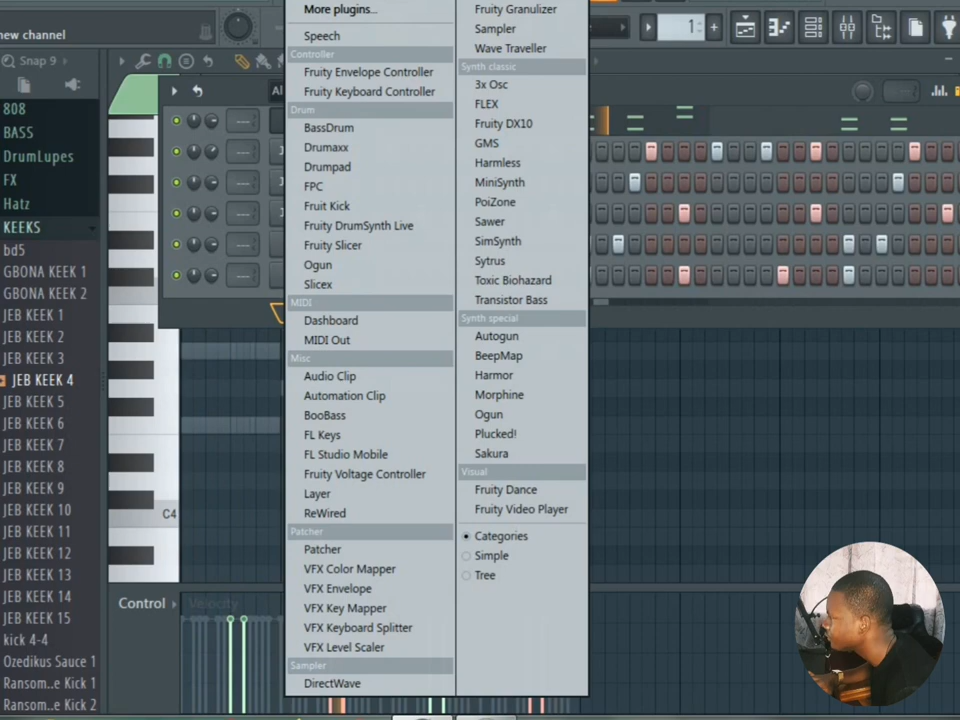 new channel
Snap 9
808
BASS
DrumLupes
FX
Hatz
KEEKS
bd5
GBONA KEEK 1
GBONA KEEK 2
JEB KEEK 1
JEB KEEK 2
JEB KEEK 3
JEB KEEK 4
JEB KEEK 5
JEB KEEK 6
JEB KEEK 7
JEB KEEK 8
JEB KEEK 9
JEB KEEK 10
JEB KEEK 11
JEB KEEK 12
JEB KEEK 13
JEB KEEK 14
JEB KEEK 15
kick 4-4
Ozedikus Sauce 1
Ransom..e Kick 1
Ransom..e Kick 2
Al
C4
Control
Velocity
More plugins...
Speech
Controller
Fruity Envelope Controller
Fruity Keyboard Controller
Drum
BassDrum
Drumaxx
Drumpad
FPC
Fruit Kick
Fruity DrumSynth Live
Fruity Slicer
Ogun
Slicex
MIDI
Dashboard
MIDI Out
Misc
Audio Clip
Automation Clip
BooBass
FL Keys
FL Studio Mobile
Fruity Voltage Controller
Layer
ReWired
Patcher
Patcher
VFX Color Mapper
VFX Envelope
VFX Key Mapper
VFX Keyboard Splitter
VFX Level Scaler
Sampler
DirectWave
Fruity Granulizer
Sampler
Wave Traveller
Synth classic
3x Osc
FLEX
Fruity DX10
GMS
Harmless
MiniSynth
PoiZone
Sawer
SimSynth
Sytrus
Toxic Biohazard
Transistor Bass
Synth special
Autogun
BeepMap
Harmor
Morphine
Ogun
Plucked!
Sakura
Visual
Fruity Dance
Fruity Video Player
Categories
Simple
Tree
1